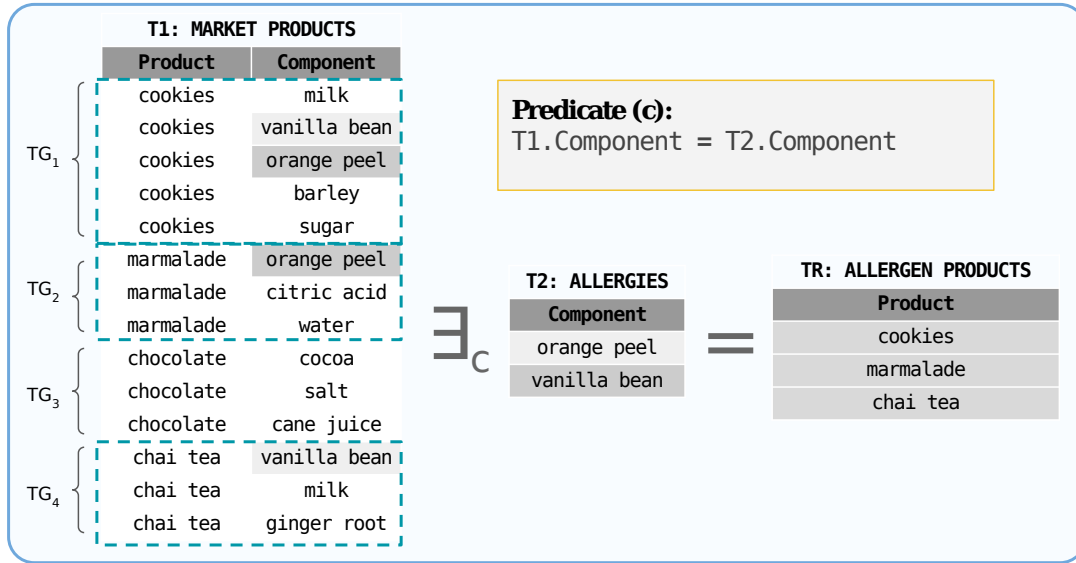 T1: MARKET PRODUCTS
Product Component
TG1
cookies milk
cookies vanilla bean
cookies orange peel
cookies barley
cookies sugar
TG2
marmalade orange peel
marmalade citric acid
marmalade water
TG3
chocolate cocoa
chocolate salt
chocolate cane juice
TG4
chai tea vanilla bean
chai tea milk
chai tea ginger root
Predicate (c):
T1.Component = T2.Component
∃c
T2: ALLERGIES
Component
orange peel
vanilla bean
=
TR: ALLERGEN PRODUCTS
Product
cookies
marmalade
chai tea